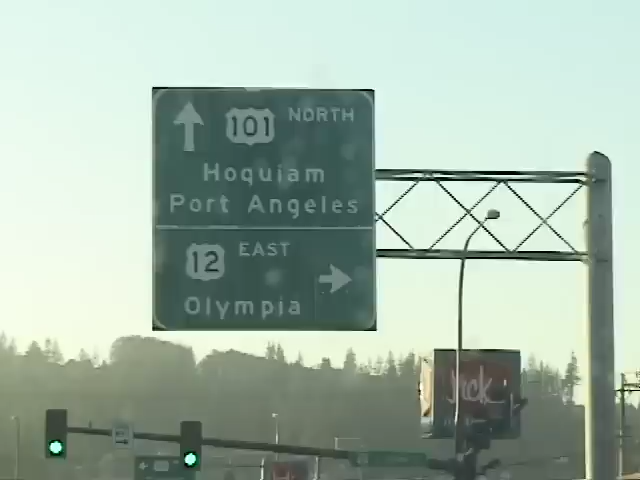 101 NORTH
Hoquiam
Port Angeles
12 EAST
Olympia
Jack